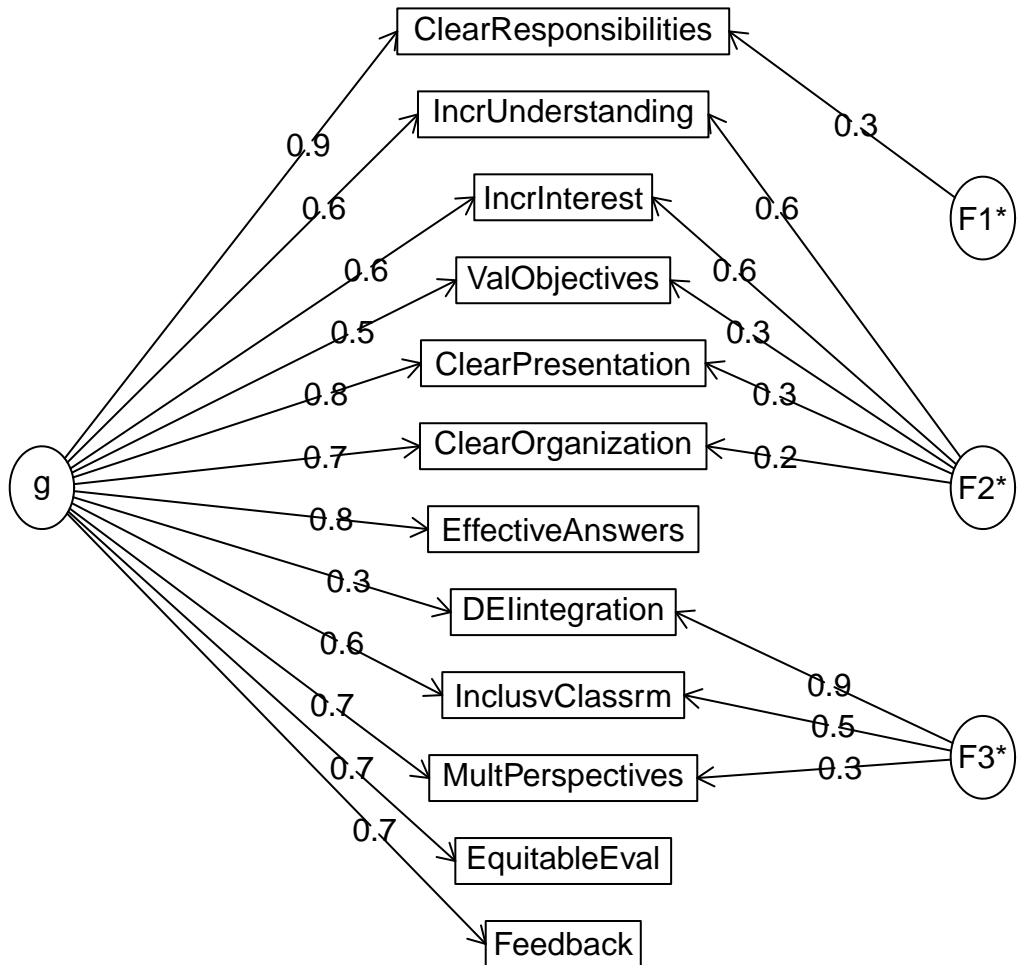 ClearResponsibilities
IncrUnderstanding
0.3
0.9
IncrInterest
0.6
0.6
F1*
0.6
ValObjectives
0.6
0.5
0.3
ClearPresentation
0.8
0.3
ClearOrganization
0.7
0.2
g
F2*
0.8
EffectiveAnswers
0.3
DEIintegration
0.6
0.9
InclusvClassrm
0.7
0.5
0.7
MultPerspectives
0.3
F3*
0.7
EquitableEval
Feedback